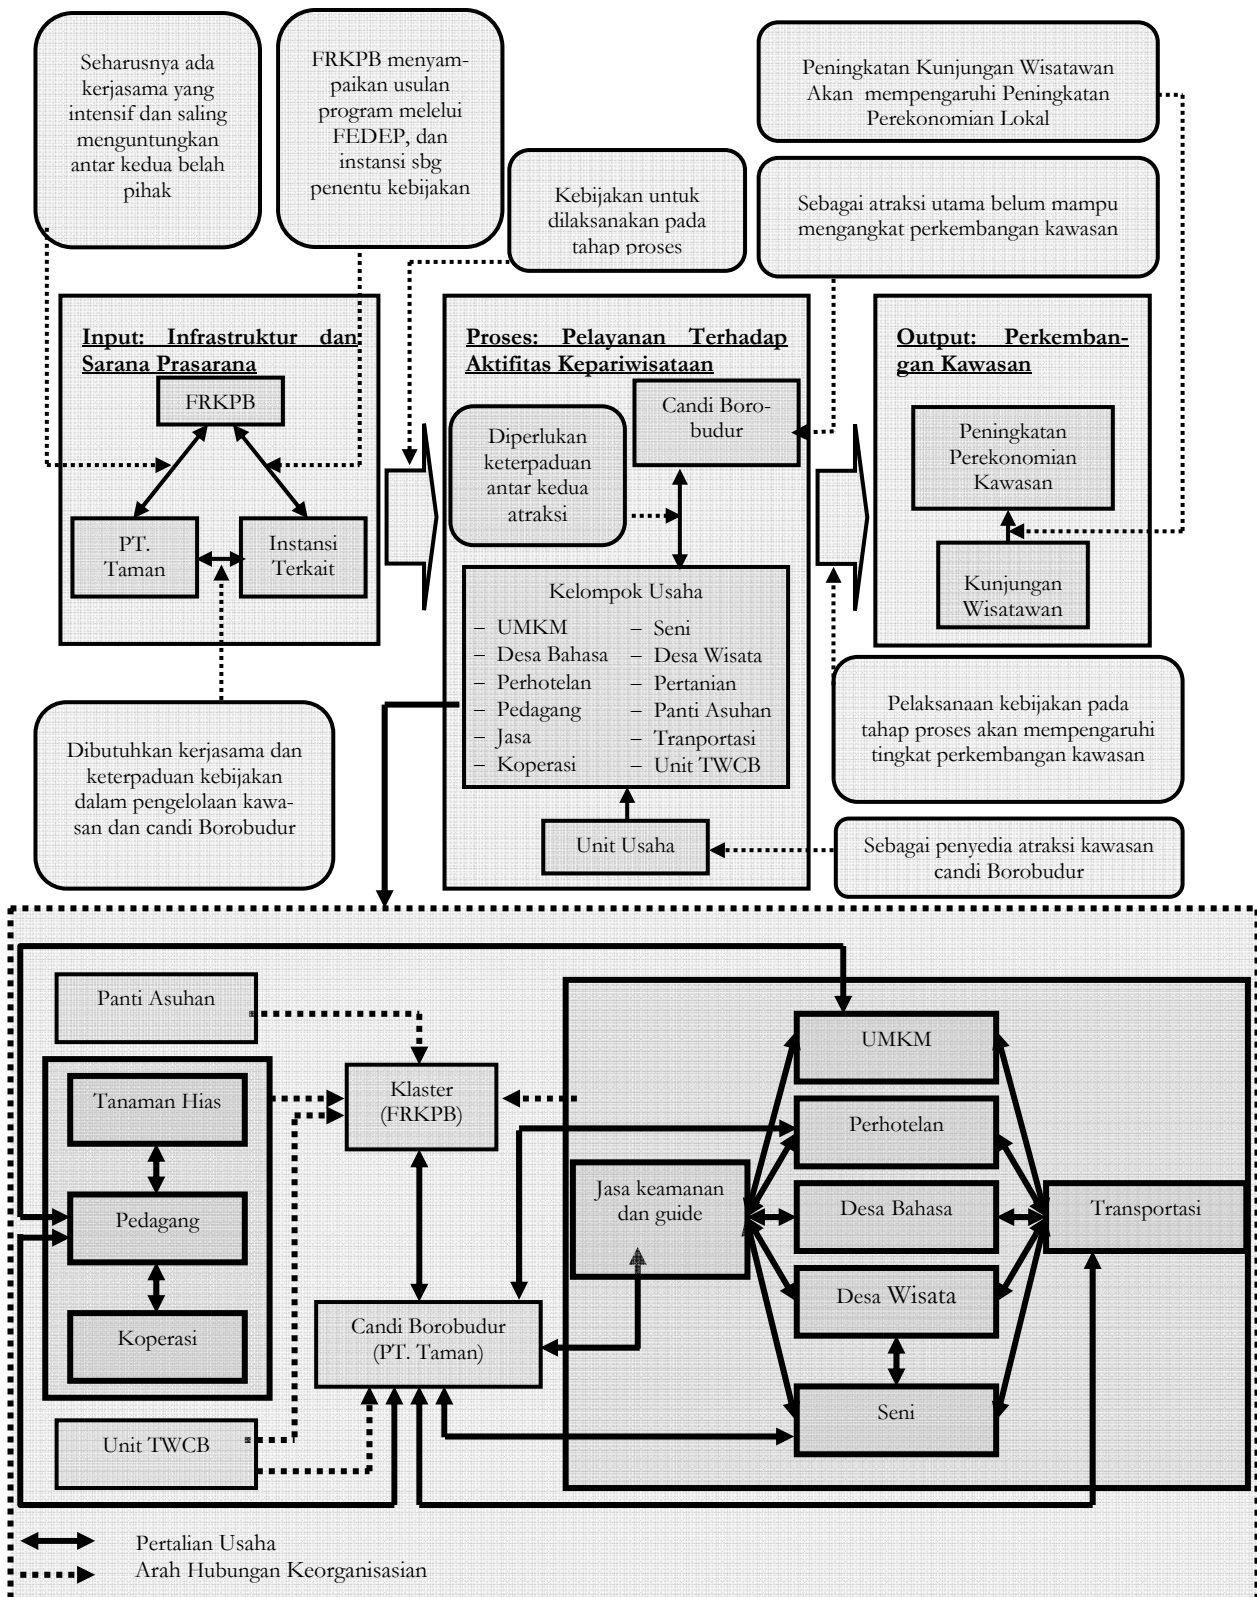 Seharusnya ada
kerjasama yang
intensif dan saling
menguntungkan
antar kedua belah
pihak
FRKPB menyam-
paikan usulan
program melelui
FEDEP, dan
instansi sbg
penentu kebijakan
Kebijakan untuk
dilaksanakan pada
tahap proses
Peningkatan Kunjungan Wisatawan
Akan mempengaruhi Peningkatan
Perekonomian Lokal
Sebagai atraksi utama belum mampu
mengangkat perkembangan kawasan
Input: Infrastruktur dan
Sarana Prasarana
FRKPB
PT.
Taman
Instansi
Terkait
Proses: Pelayanan Terhadap
Aktifitas Kepariwisataan
Candi Boro-
budur
Diperlukan
keterpaduan
antar kedua
atraksi
Kelompok Usaha
– UMKM
– Desa Bahasa
– Perhotelan
– Pedagang
– Jasa
– Koperasi
– Seni
– Desa Wisata
– Pertanian
– Panti Asuhan
– Tranportasi
– Unit TWCB
Unit Usaha
Output: Perkemban-
gan Kawasan
Peningkatan
Perekonomian
Kawasan
Kunjungan
Wisatawan
Dibutuhkan kerjasama dan
keterpaduan kebijakan
dalam pengelolaan kawa-
san dan candi Borobudur
Pelaksanaan kebijakan pada
tahap proses akan mempengaruhi
tingkat perkembangan kawasan
Sebagai penyedia atraksi kawasan
candi Borobudur
Panti Asuhan
Tanaman Hias
Pedagang
Koperasi
Unit TWCB
Klaster
(FRKPB)
Candi Borobudur
(PT. Taman)
Jasa keamanan
dan guide
UMKM
Perhotelan
Desa Bahasa
Desa Wisata
Seni
Transportasi
Pertalian Usaha
Arah Hubungan Keorganisasian